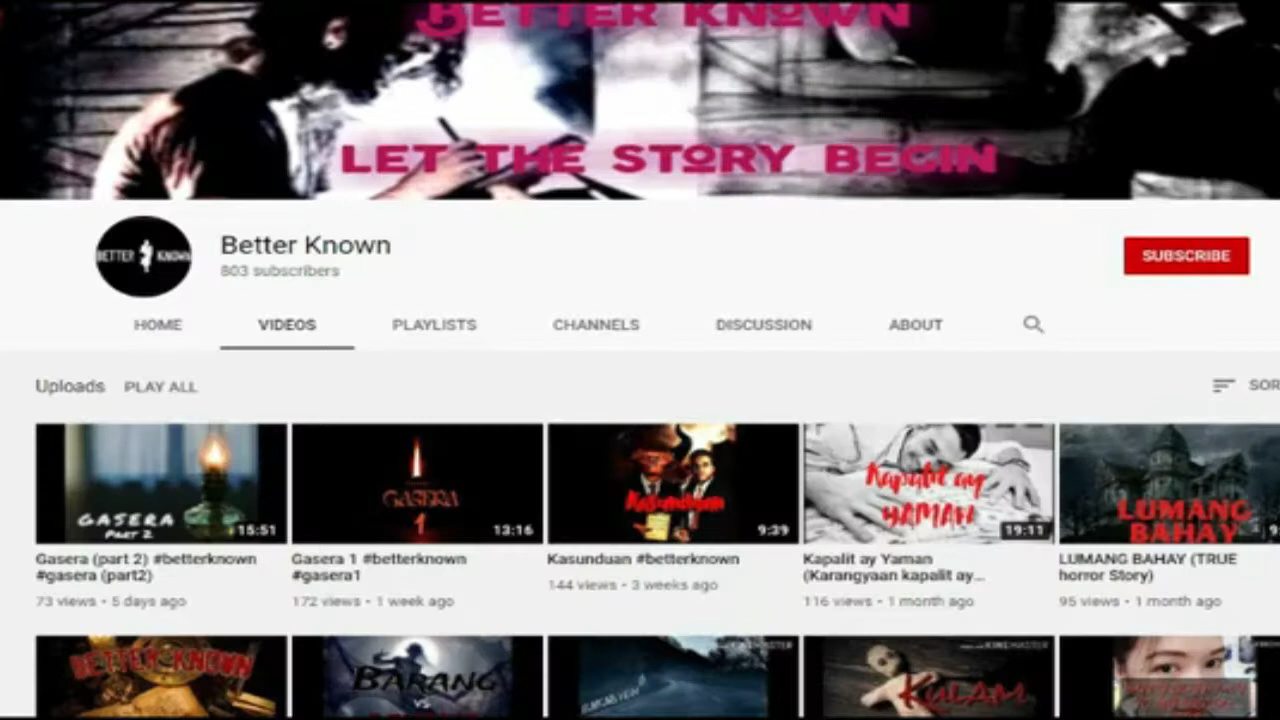 BETTER KNOWN
LET THE STORY BEGIN
BETTER KNOWN
Better Known
803 subscribers
SUBSCRIBE
HOME VIDEOS PLAYLISTS CHANNELS DISCUSSION ABOUT
Uploads PLAY ALL
SOR
GASERA
PART 2
15:51
GASERA
1
13:16
Kasunduan
9:39
Kapalit ay
YAMAN
19:11
LUMANG
BAHAY
9
Gasera (part 2) #betterknown
#gasera (part2)
73 views • 5 days ago
Gasera 1 #betterknown
#gasera1
172 views • 1 week ago
Kasunduan #betterknown
144 views • 3 weeks ago
Kapalit ay Yaman
(Karangyaan kapalit ay...
116 views • 1 month ago
LUMANG BAHAY (TRUE
horror Story)
95 views • 1 month ago
BETTER KNOWN
BARANG
VS
KINEMASTER
KULAM